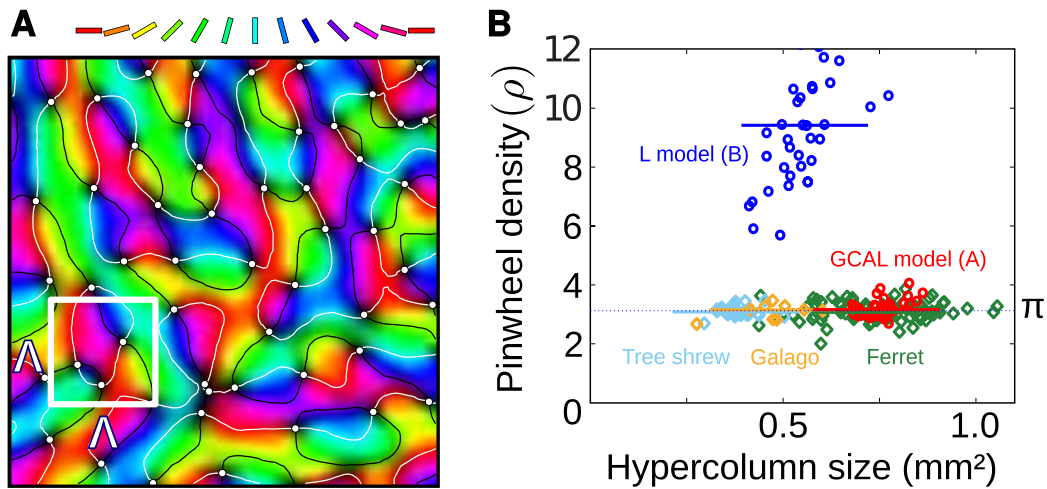 A
Λ
Λ
B
Pinwheel density (ρ)
12
10
8
6
4
2
0
L model (B)
GCAL model (A)
π
Tree shrew
Galago
Ferret
0.5
1.0
Hypercolumn size (mm²)